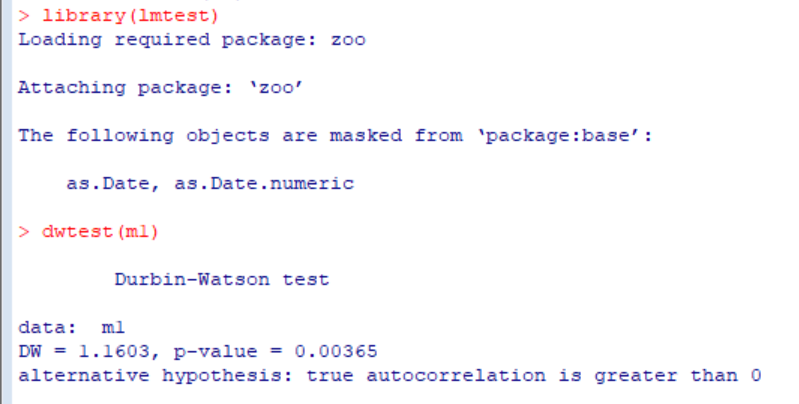 > library(lmtest)
Loading required package: zoo
Attaching package: ‘zoo’
The following objects are masked from ‘package:base’:
as.Date, as.Date.numeric
> dwtest(m1)
Durbin-Watson test
data:  m1
DW = 1.1603, p-value = 0.00365
alternative hypothesis: true autocorrelation is greater than 0